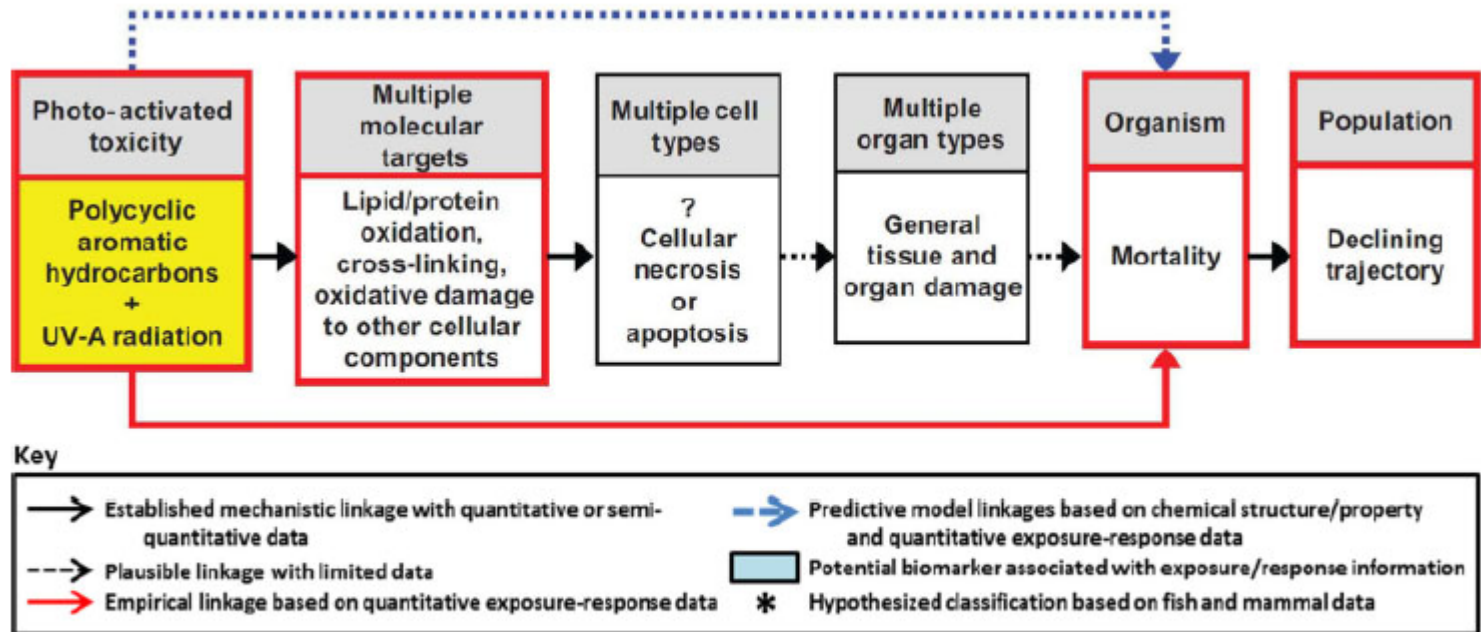 Photo-activated
toxicity
Polycyclic
aromatic
hydrocarbons
+
UV-A radiation
Multiple
molecular
targets
Lipid/protein
oxidation,
cross-linking,
oxidative damage
to other cellular
components
Multiple cell
types
?
Cellular
necrosis
or
apoptosis
Multiple
organ types
General
tissue and
organ damage
Organism
Mortality
Population
Declining
trajectory
Key
Established mechanistic linkage with quantitative or semi-
quantitative data
Plausible linkage with limited data
Empirical linkage based on quantitative exposure-response data
Predictive model linkages based on chemical structure/property
and quantitative exposure-response data
Potential biomarker associated with exposure/response information
* Hypothesized classification based on fish and mammal data